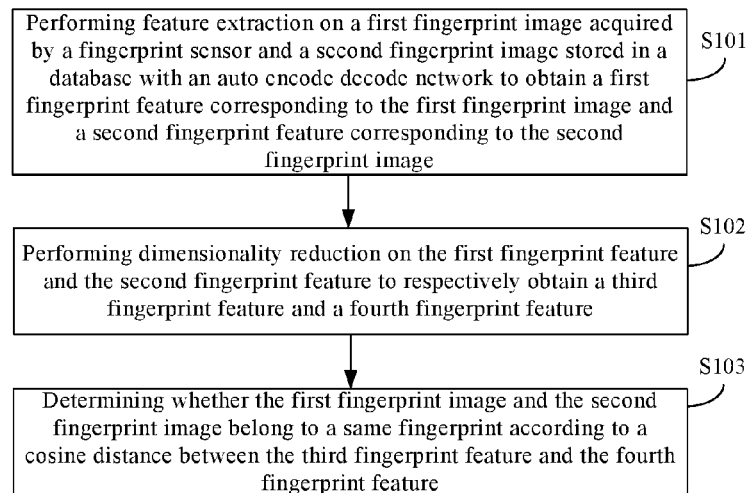 Performing feature extraction on a first fingerprint image acquired
by a fingerprint sensor and a second fingerprint image stored in a
database with an auto encode decode network to obtain a first
fingerprint feature corresponding to the first fingerprint image and
a second fingerprint feature corresponding to the second
fingerprint image
S101
Performing dimensionality reduction on the first fingerprint feature
and the second fingerprint feature to respectively obtain a third
fingerprint feature and a fourth fingerprint feature
S102
Determining whether the first fingerprint image and the second
fingerprint image belong to a same fingerprint according to a
cosine distance between the third fingerprint feature and the fourth
fingerprint feature
S103